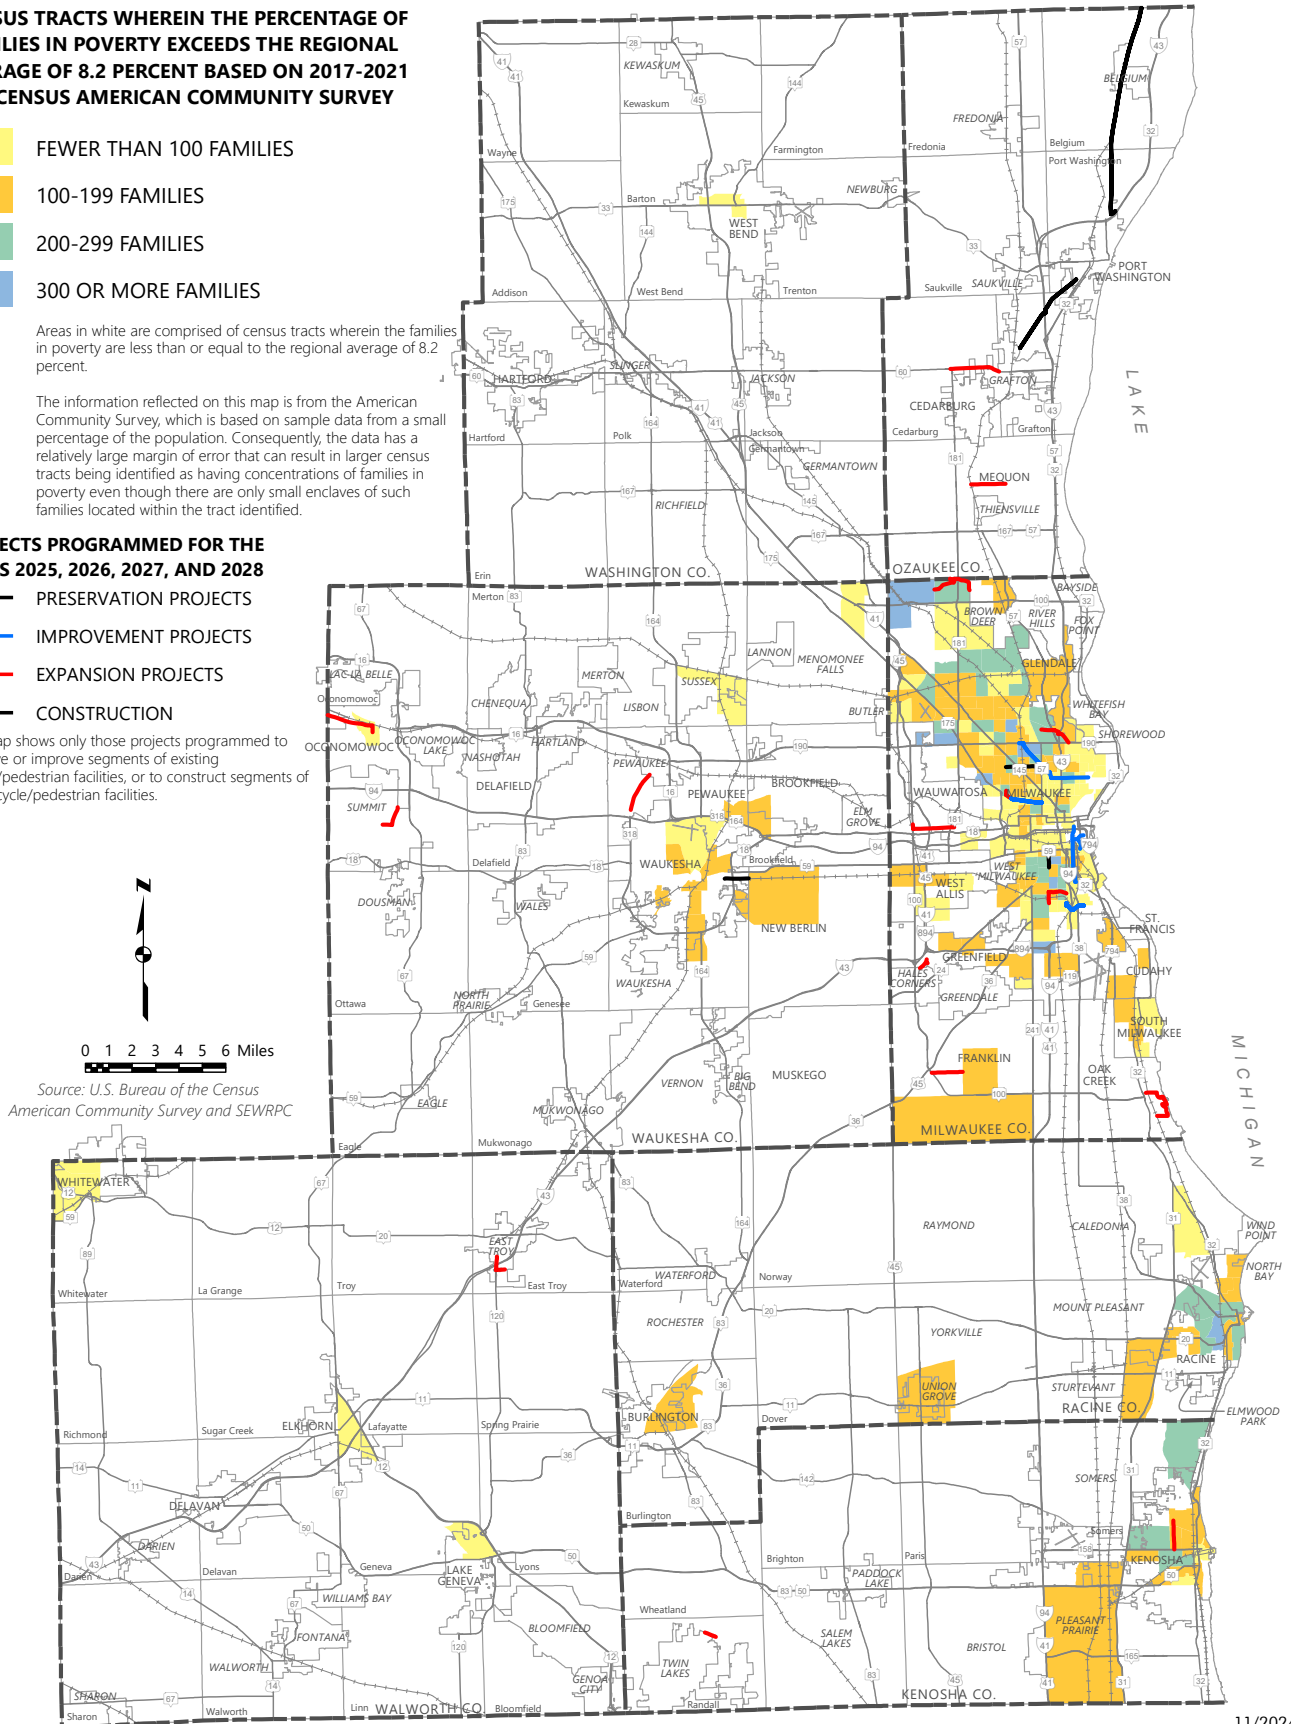 SUS TRACTS WHEREIN THE PERCENTAGE OF
ILIES IN POVERTY EXCEEDS THE REGIONAL
RAGE OF 8.2 PERCENT BASED ON 2017-2021
CENSUS AMERICAN COMMUNITY SURVEY
FEWER THAN 100 FAMILIES
100-199 FAMILIES
200-299 FAMILIES
300 OR MORE FAMILIES
Areas in white are comprised of census tracts wherein the families
in poverty are less than or equal to the regional average of 8.2
percent.
The information reflected on this map is from the American
Community Survey, which is based on sample data from a small
percentage of the population. Consequently, the data has a
relatively large margin of error that can result in larger census
tracts being identified as having concentrations of families in
poverty even though there are only small enclaves of such
families located within the tract identified.
ECTS PROGRAMMED FOR THE
S 2025, 2026, 2027, AND 2028
PRESERVATION PROJECTS
IMPROVEMENT PROJECTS
EXPANSION PROJECTS
CONSTRUCTION
ap shows only those projects programmed to
ve or improve segments of existing
/pedestrian facilities, or to construct segments of
cycle/pedestrian facilities.
Z
0 1 2 3 4 5 6 Miles
Source: U.S. Bureau of the Census
American Community Survey and SEWRPC
KEWASKUM
Kewaskum
Wayne
Farmington
Barton
WEST
BEND
NEWBURG
Addison
West Bend
Trenton
HARTFORD
SLINGER
JACKSON
Hartford
Polk
Jackson
Germantown
GERMANTOWN
RICHFIELD
Erin
WASHINGTON CO.
BELGIUM
FREDONIA
Fredonia
Belgium
Port Washington
PORT
WASHINGTON
Saukville
SAUKVILLE
GRAFTON
CEDARBURG
Cedarburg
Grafton
MEQUON
THIENSVILLE
OZAUKEE CO.
LAKE
MICHIGAN
Merton
LAC LA BELLE
Oconomowoc
OCONOMOWOC
OCONOMOWOC
LAKE
CHENEQUA
MERTON
LISBON
SUSSEX
LANNON
MENOMONEE
FALLS
BUTLER
NASHOTAH
HARTLAND
PEWAUKEE
DELAFIELD
PEWAUKEE
BROOKFIELD
ELM
GROVE
SUMMIT
Delafield
WAUKESHA
Brookfield
DOUSMAN
WALES
NEW BERLIN
Ottawa
NORTH
PRAIRIE
Genesee
WAUKESHA
EAGLE
Eagle
Mukwonago
MUKWONAGO
VERNON
BIG
BEND
MUSKEGO
WAUKESHA CO.
BAYSIDE
BROWN
DEER
RIVER
HILLS
FOX
POINT
GLENDALE
WHITEFISH
BAY
SHOREWOOD
WAUWATOSA
MILWAUKEE
WEST
MILWAUKEE
WEST
ALLIS
ST.
FRANCIS
GREENFIELD
CUDAHY
HALES
CORNERS
GREENDALE
SOUTH
MILWAUKEE
FRANKLIN
OAK
CREEK
MILWAUKEE CO.
WHITEWATER
Whitewater
La Grange
Troy
EAST
TROY
East Troy
ELKHORN
Lafayatte
Sugar Creek
Spring Prairie
Richmond
DELAVAN
DARIEN
Darien
Delavan
Geneva
Lyons
LAKE
GENEVA
WILLIAMS BAY
FONTANA
WALWORTH
BLOOMFIELD
GENOA
CITY
SHARON
Sharon
Walworth
Linn
WALWORTH CO.
Bloomfield
WATERFORD
Waterford
Norway
RAYMOND
CALEDONIA
WIND
POINT
NORTH
BAY
ROCHESTER
YORKVILLE
MOUNT PLEASANT
RACINE
UNION
GROVE
STURTEVANT
BURLINGTON
Dover
RACINE CO.
ELMWOOD
PARK
Burlington
SOMERS
Somers
Brighton
Paris
KENOSHA
PADDOCK
LAKE
Wheatland
SALEM
LAKES
BRISTOL
PLEASANT
PRAIRIE
TWIN
LAKES
Randall
KENOSHA CO.